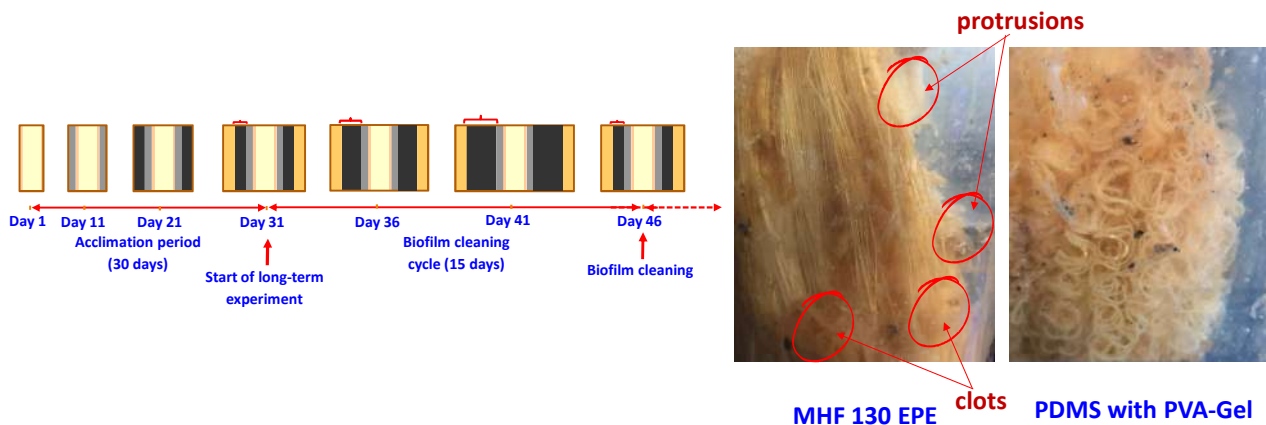 protrusions
Day 1
Day 11
Day 21
Day 31
Day 36
Day 41
Day 46
Acclimation period
(30 days)
Biofilm cleaning
cycle (15 days)
Start of long-term
experiment
Biofilm cleaning
clots
MHF 130 EPE
PDMS with PVA-Gel